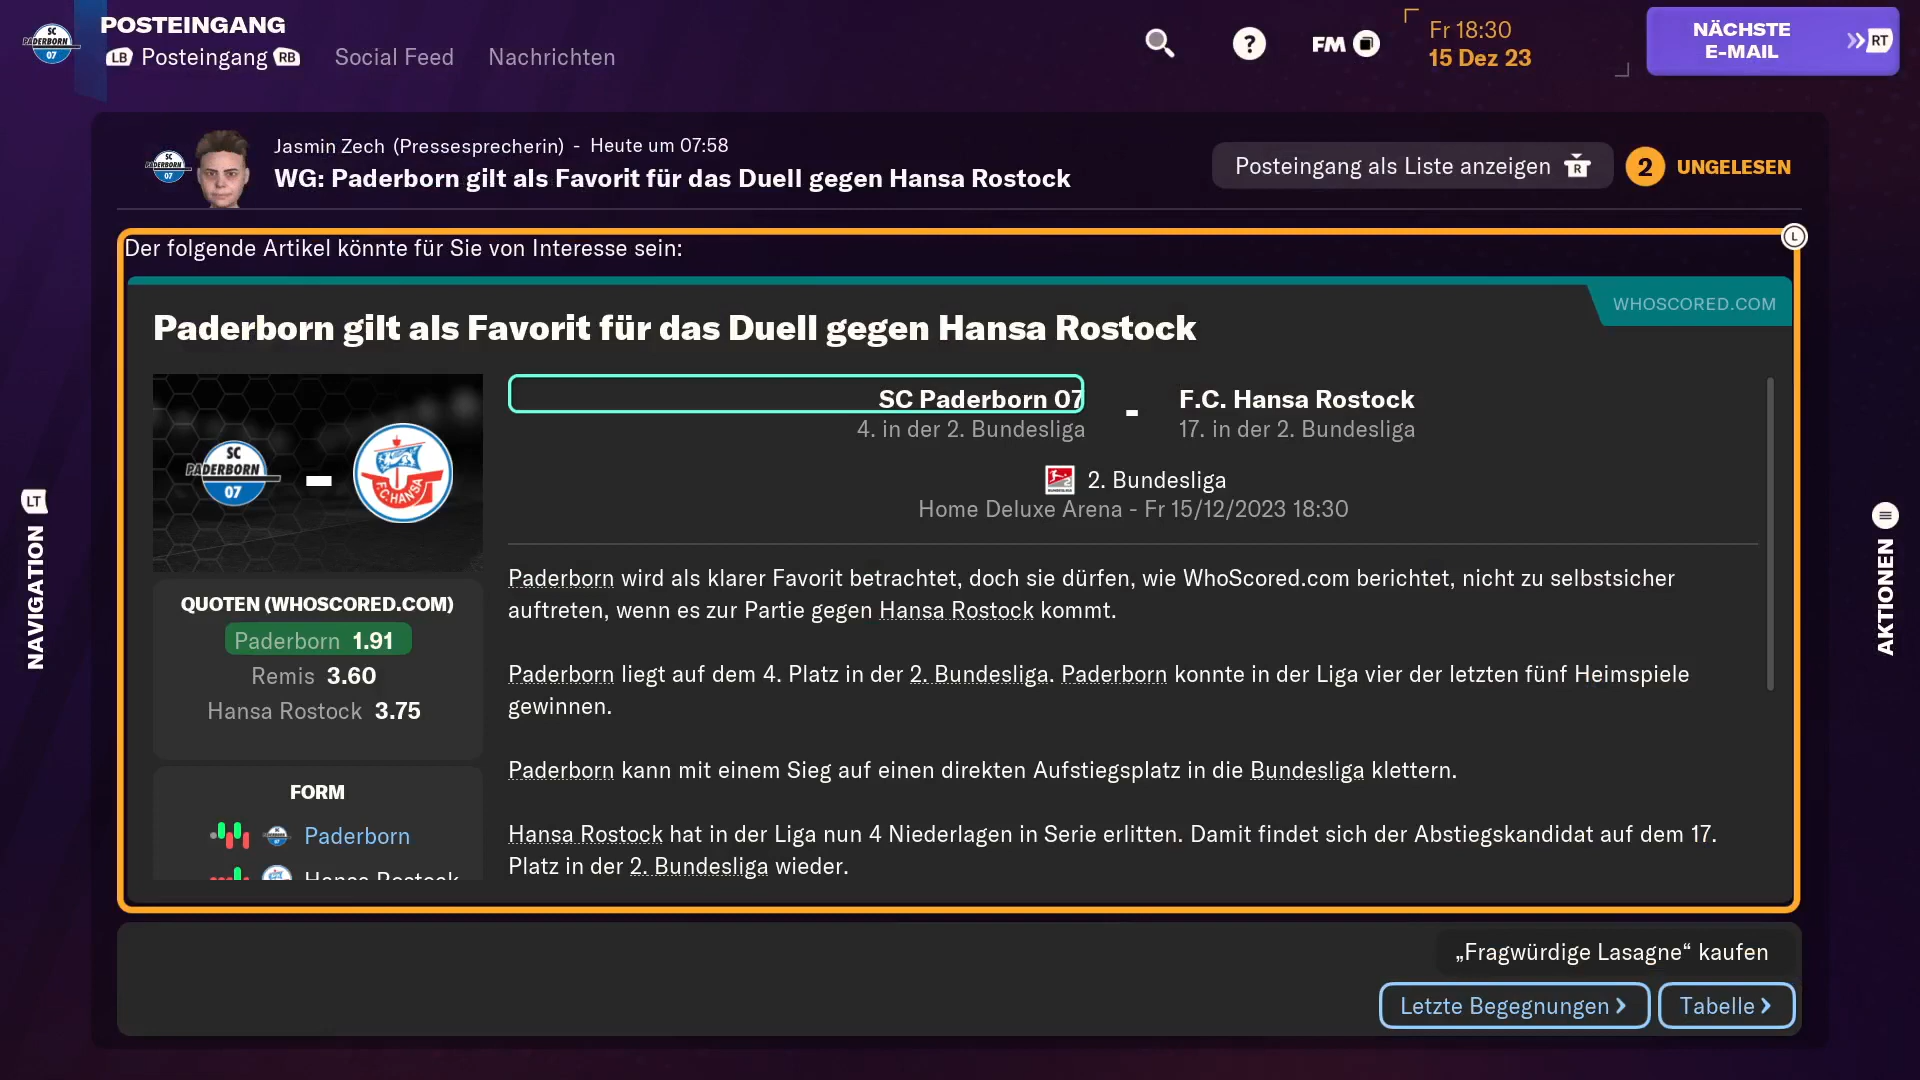 POSTEINGANG
LB Posteingang RB Social Feed Nachrichten
FM
Fr 18:30
15 Dez 23
NÄCHSTE
E-MAIL
RT
Jasmin Zech (Pressesprecherin) - Heute um 07:58
WG: Paderborn gilt als Favorit für das Duell gegen Hansa Rostock
Posteingang als Liste anzeigen R
2 UNGELESEN
L
Der folgende Artikel könnte für Sie von Interesse sein:
WHOSCORED.COM
Paderborn gilt als Favorit für das Duell gegen Hansa Rostock
SC
PADERBORN
07
F.C. HANSA
SC Paderborn 07 - F.C. Hansa Rostock
4. in der 2. Bundesliga 17. in der 2. Bundesliga
2. Bundesliga
Home Deluxe Arena - Fr 15/12/2023 18:30
QUOTEN (WHOSCORED.COM)
Paderborn 1.91
Remis 3.60
Hansa Rostock 3.75
FORM
Paderborn
Hansa Rostock
Paderborn wird als klarer Favorit betrachtet, doch sie dürfen, wie WhoScored.com berichtet, nicht zu selbstsicher
auftreten, wenn es zur Partie gegen Hansa Rostock kommt.
Paderborn liegt auf dem 4. Platz in der 2. Bundesliga. Paderborn konnte in der Liga vier der letzten fünf Heimspiele
gewinnen.
Paderborn kann mit einem Sieg auf einen direkten Aufstiegsplatz in die Bundesliga klettern.
Hansa Rostock hat in der Liga nun 4 Niederlagen in Serie erlitten. Damit findet sich der Abstiegskandidat auf dem 17.
Platz in der 2. Bundesliga wieder.
LT
NAVIGATION
AKTIONEN
„Fragwürdige Lasagne“ kaufen
Letzte Begegnungen
Tabelle